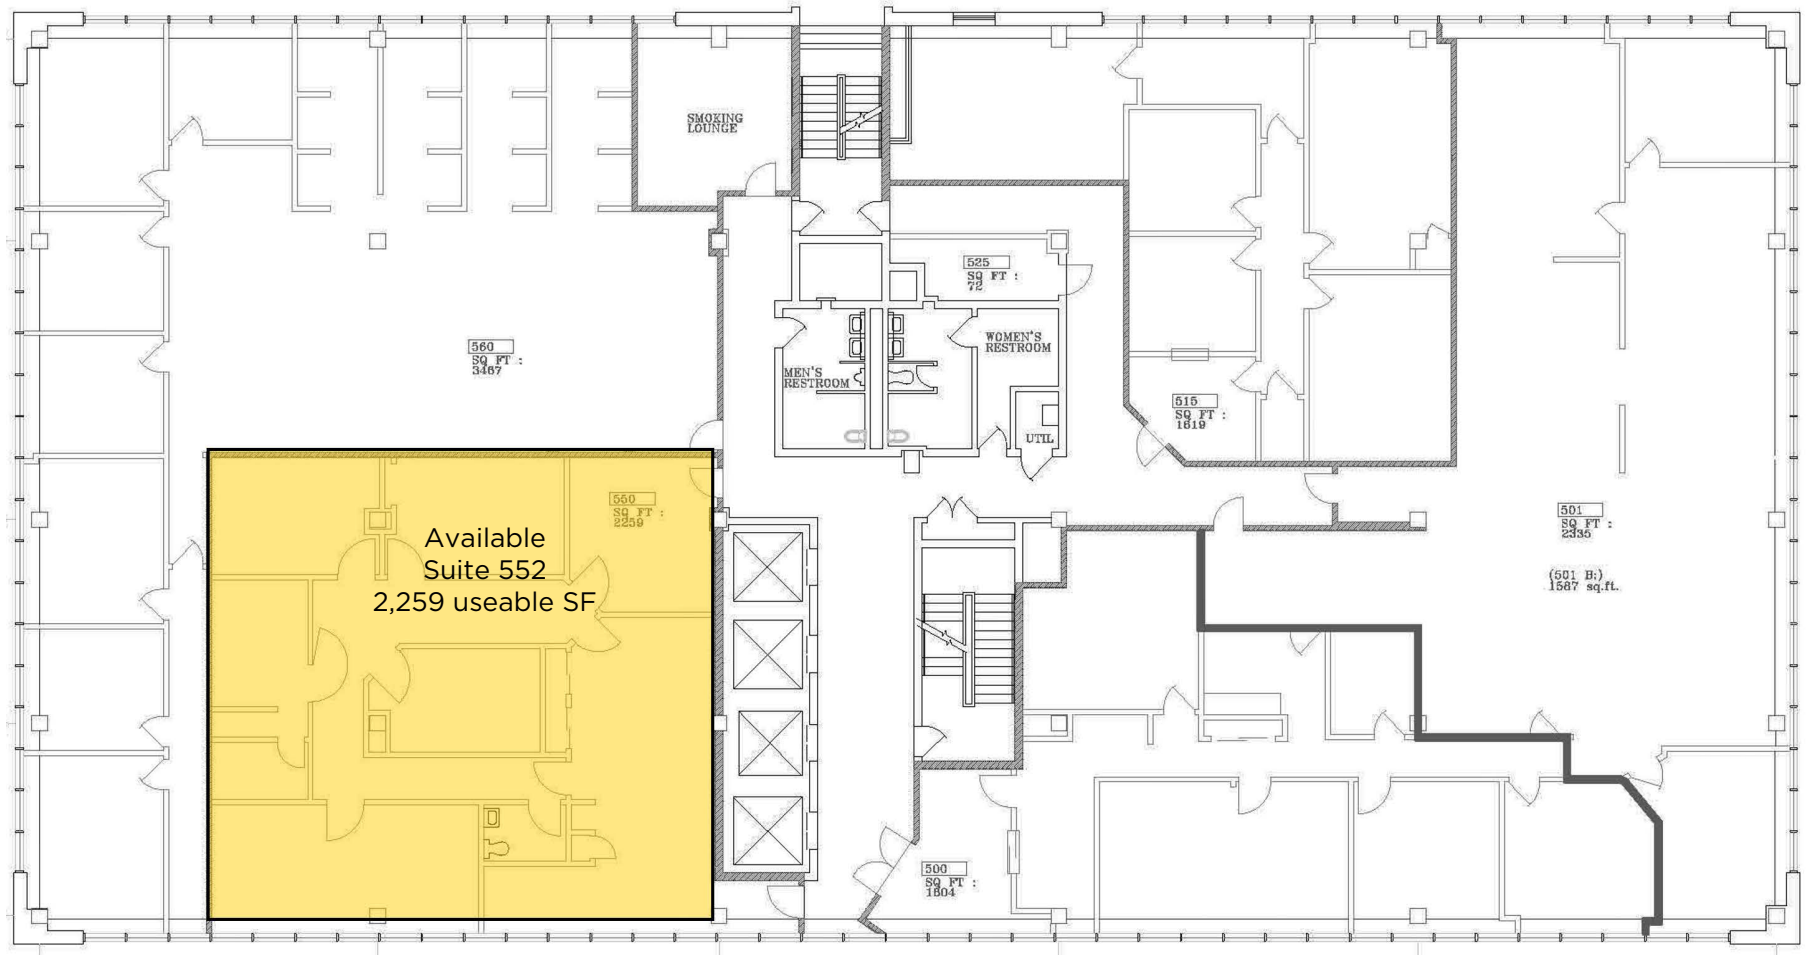 SMOKING
LOUNGE
525
SQ FT :
72
WOMEN'S
RESTROOM
560
SQ FT :
3467
MEN'S
RESTROOM
515
SQ FT :
1619
UTIL
550
SQ FT :
2259
Available
Suite 552
2,259 useable SF
501
SQ FT :
2335
(501 B:)
1587 sq.ft.
500
SQ FT :
1804